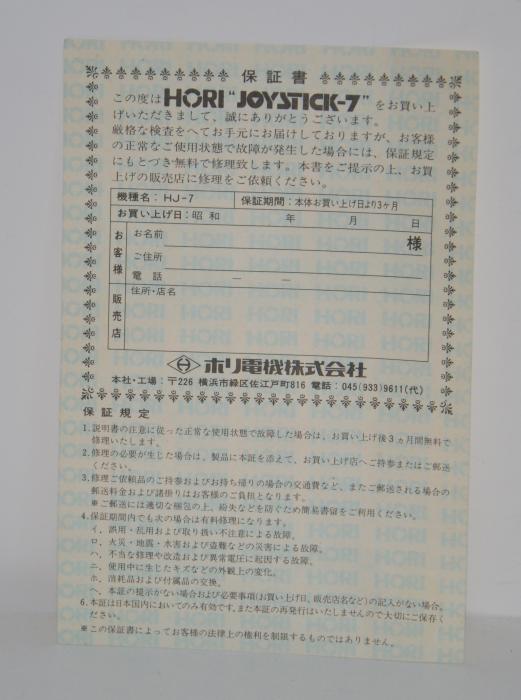 保証書
この度はHORI "JOYSTICK-7"をお買い上
げいただきまして、誠にありがとうございます。
厳格な検査をへてお手元にお届けしておりますが、お客様
の正常なご使用状態で故障が発生した場合には、保証規定
にもとづき無料で修理致します。本書をご提示の上、お買
上げの販売店に修理をご依頼ください。
機種名:HJ-7 保証期間:本体お買い上げ日より3ヶ月
お買い上げ日:昭和 年 月 日
お客様 お名前 様
ご住所
電話 ― ―
販売店 住所・店名
ホリ電機株式会社
本社・工場:〒226 横浜市緑区佐江戸町816 電話:045(933)9611(代)
保証規定
1.説明書の注意に従った正常な使用状態で故障した場合は、お買い上げ後3ヵ月間無料で
修理いたします。
2.修理の必要が生じた場合は、製品に本証を添えて、お買い上げ店へご持参またはご郵送
ください。
3.修理ご依頼品のご持参およびお持ち帰りの場合の交通費など、またご郵送される場合の
郵送料金および諸掛りはお客様のご負担となります。
※ご郵送には適切な梱包の上、紛失などを防ぐため簡易書留をご利用ください。
4.保証期間内でも次の場合は有料修理になります。
イ.誤用・乱用および取り扱い不注意による故障。
ロ.火災・地震・水害および盗難などの災害による故障。
ハ.不当な修理や改造および異常電圧に起因する故障。
ニ.使用中に生じたキズなどの外観上の変化。
ホ.消耗品および付属品の交換。
ヘ.本証の提示がない場合および必要事項(お買い上げ日、販売店名など)の記入がない場合。
6.本証は日本国内においてのみ有効です。また本証の再発行はいたしませんので大切にご保存く
ださい。
※この保証書によってお客様の法律上の権利を制限するものではありません。